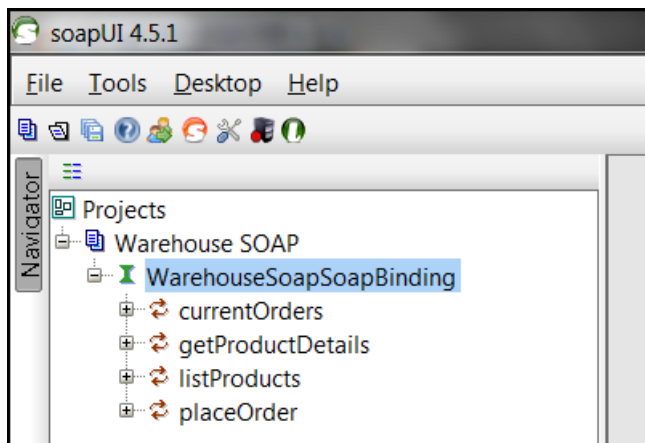 soapUI 4.5.1
File Tools Desktop Help
Navigator
Projects
Warehouse SOAP
WarehouseSoapSoapBinding
currentOrders
getProductDetails
listProducts
placeOrder